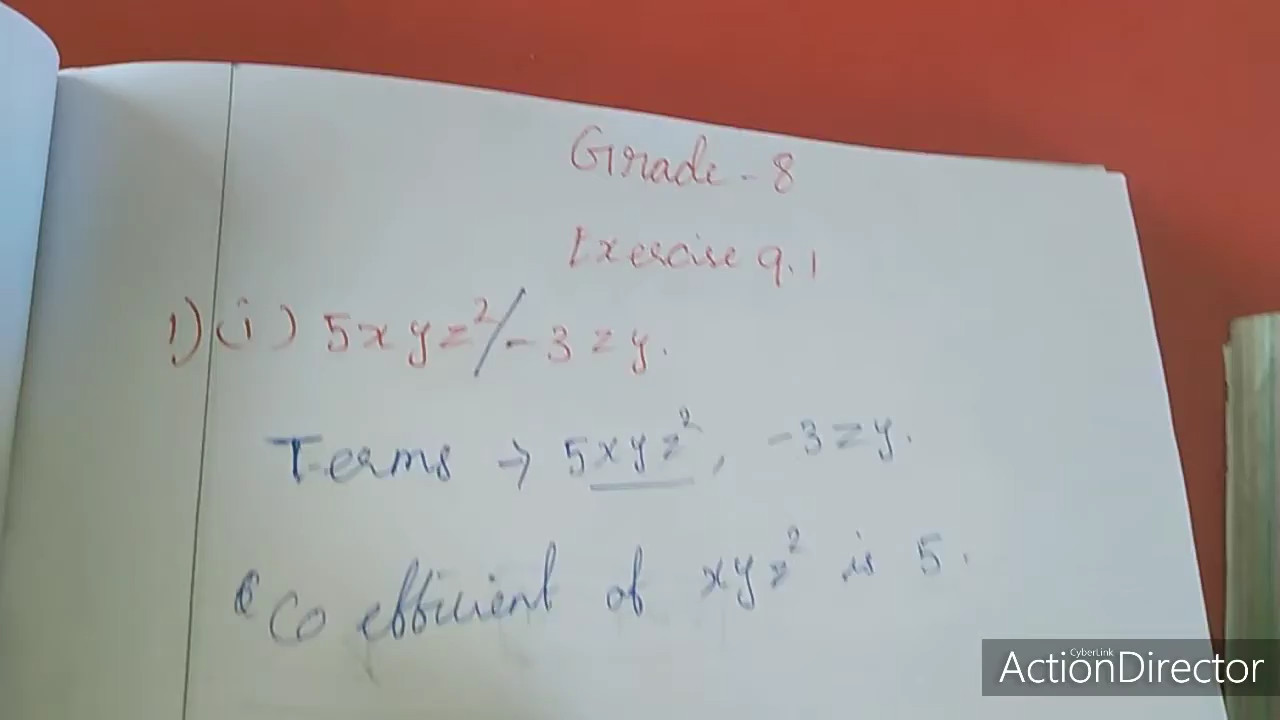 Grade - 8
Exercise 9.1
1) (i) 5xyz²/- 3zy.
Terms → 5xyz², -3zy.
Coefficient of xyz² is 5.
CyberLink
ActionDirector